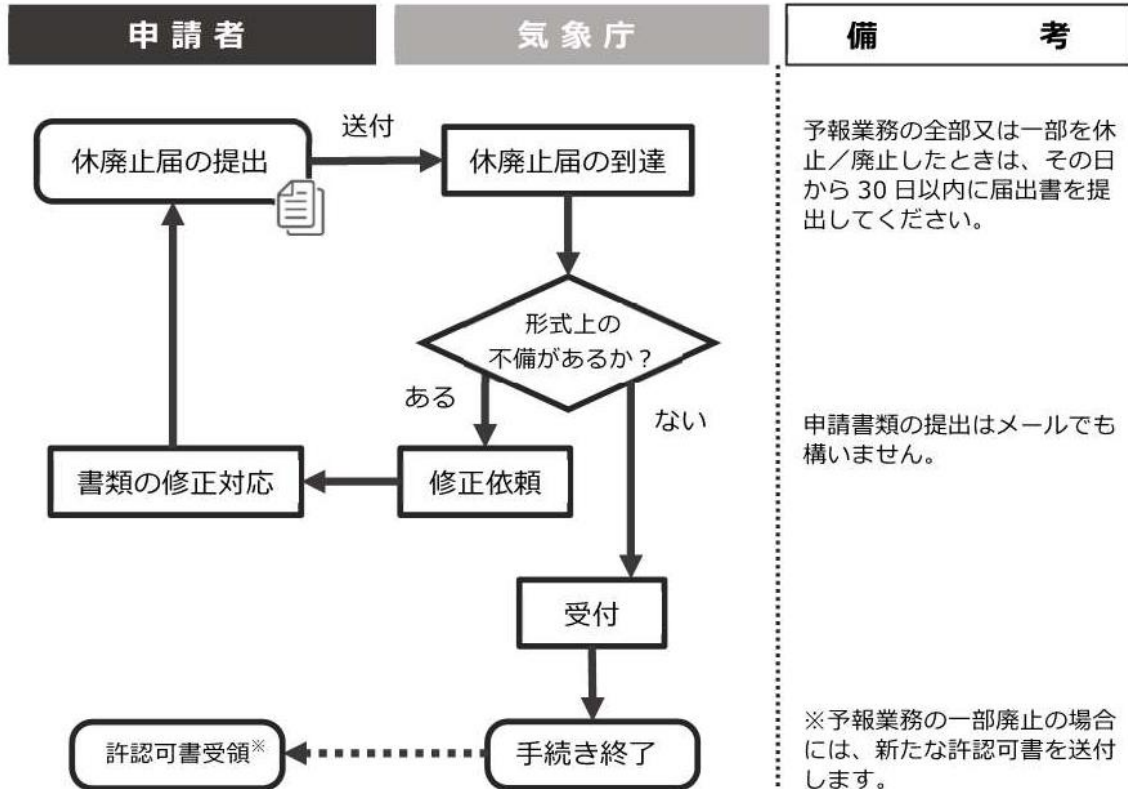 申請者
気象庁
備考
送付
休廃止届の提出
休廃止届の到達
予報業務の全部又は一部を休
止／廃止したときは、その日
から 30 日以内に届出書を提
出してください。
形式上の
不備があるか？
ある
ない
申請書類の提出はメールでも
構いません。
書類の修正対応
修正依頼
受付
許認可書受領※
手続き終了
※予報業務の一部廃止の場合
には、新たな許認可書を送付
します。